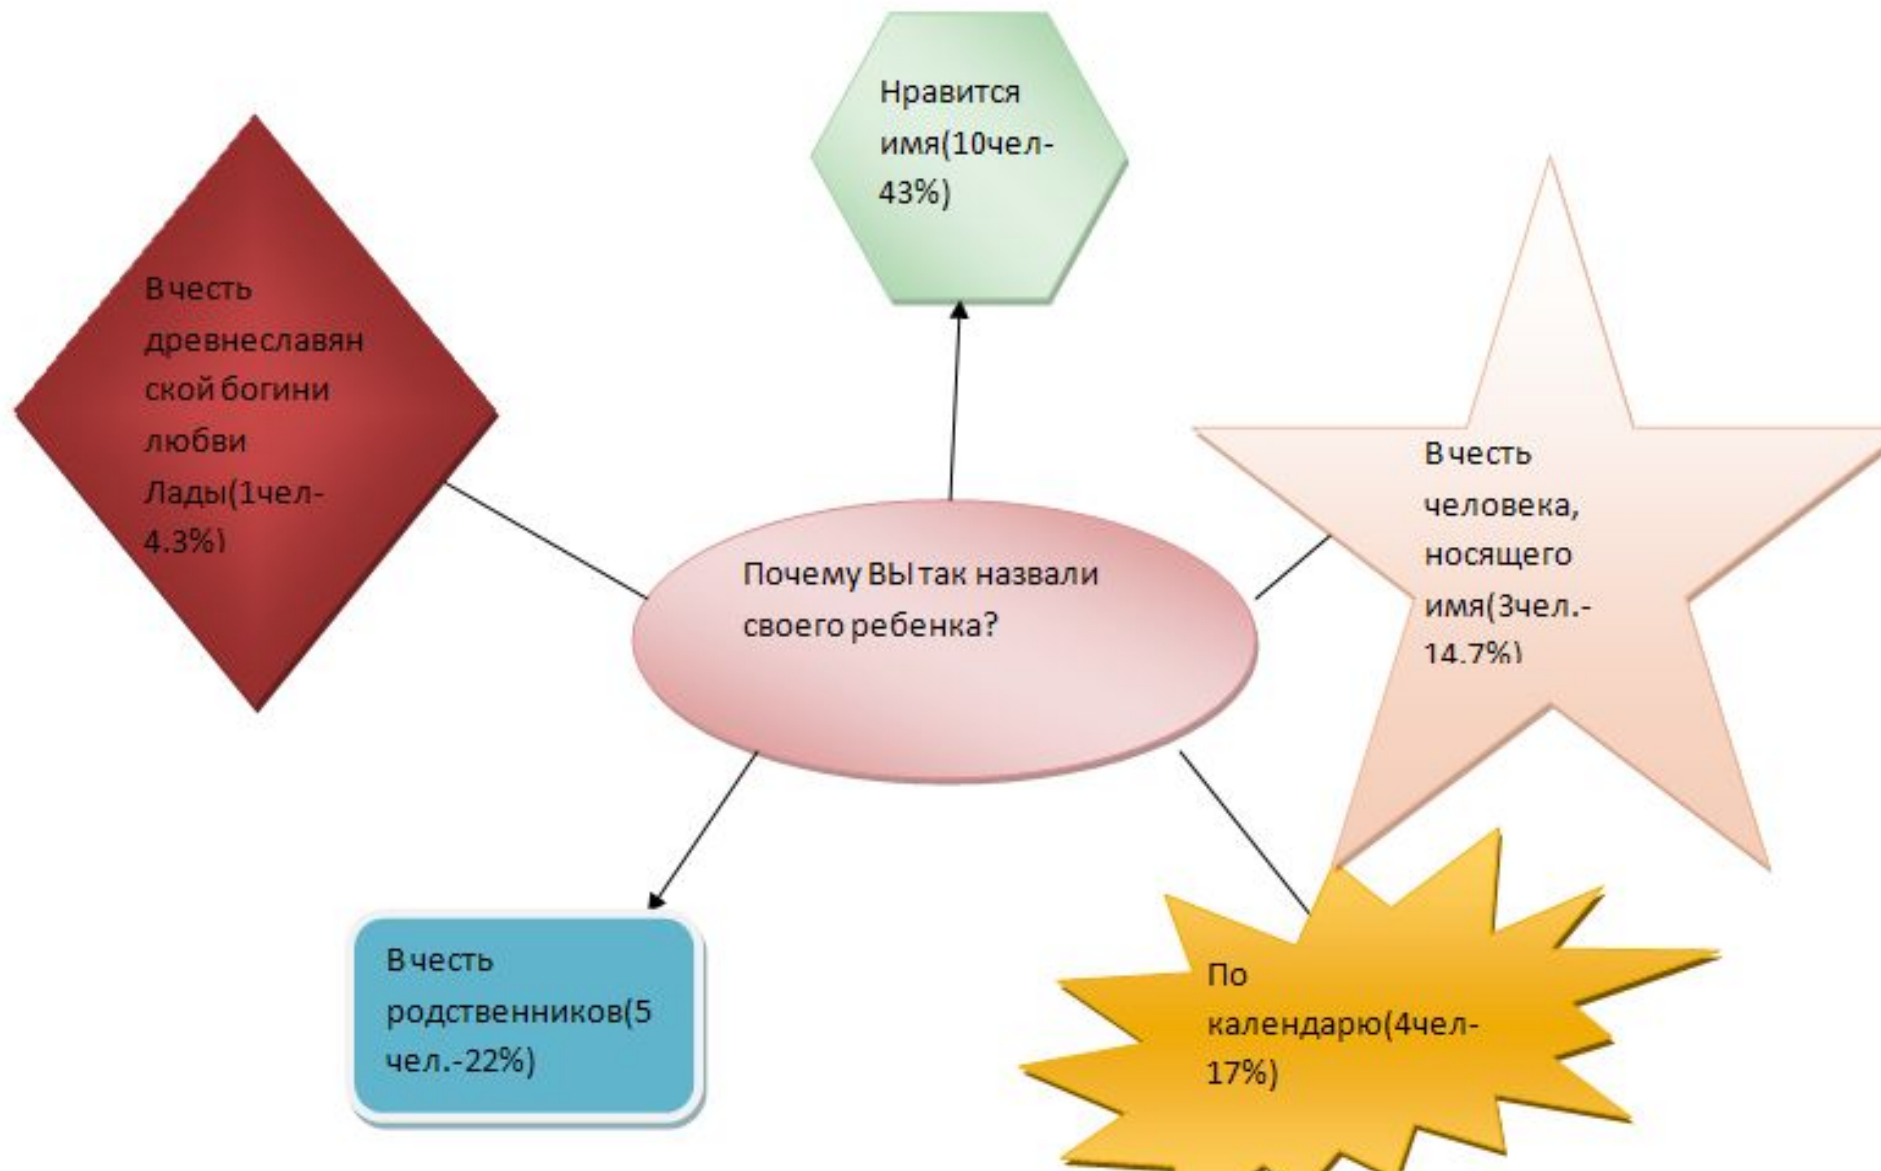 Нравится
имя(10чел-
43%)
В честь
древнеславян
ской богини
любви
Лады(1чел-
4.3%)
В честь
человека,
носящего
имя(3чел.-
14.7%)
Почему ВЫ так назвали
своего ребенка?
В честь
родственников(5
чел.-22%)
По
календарю(4чел-
17%)